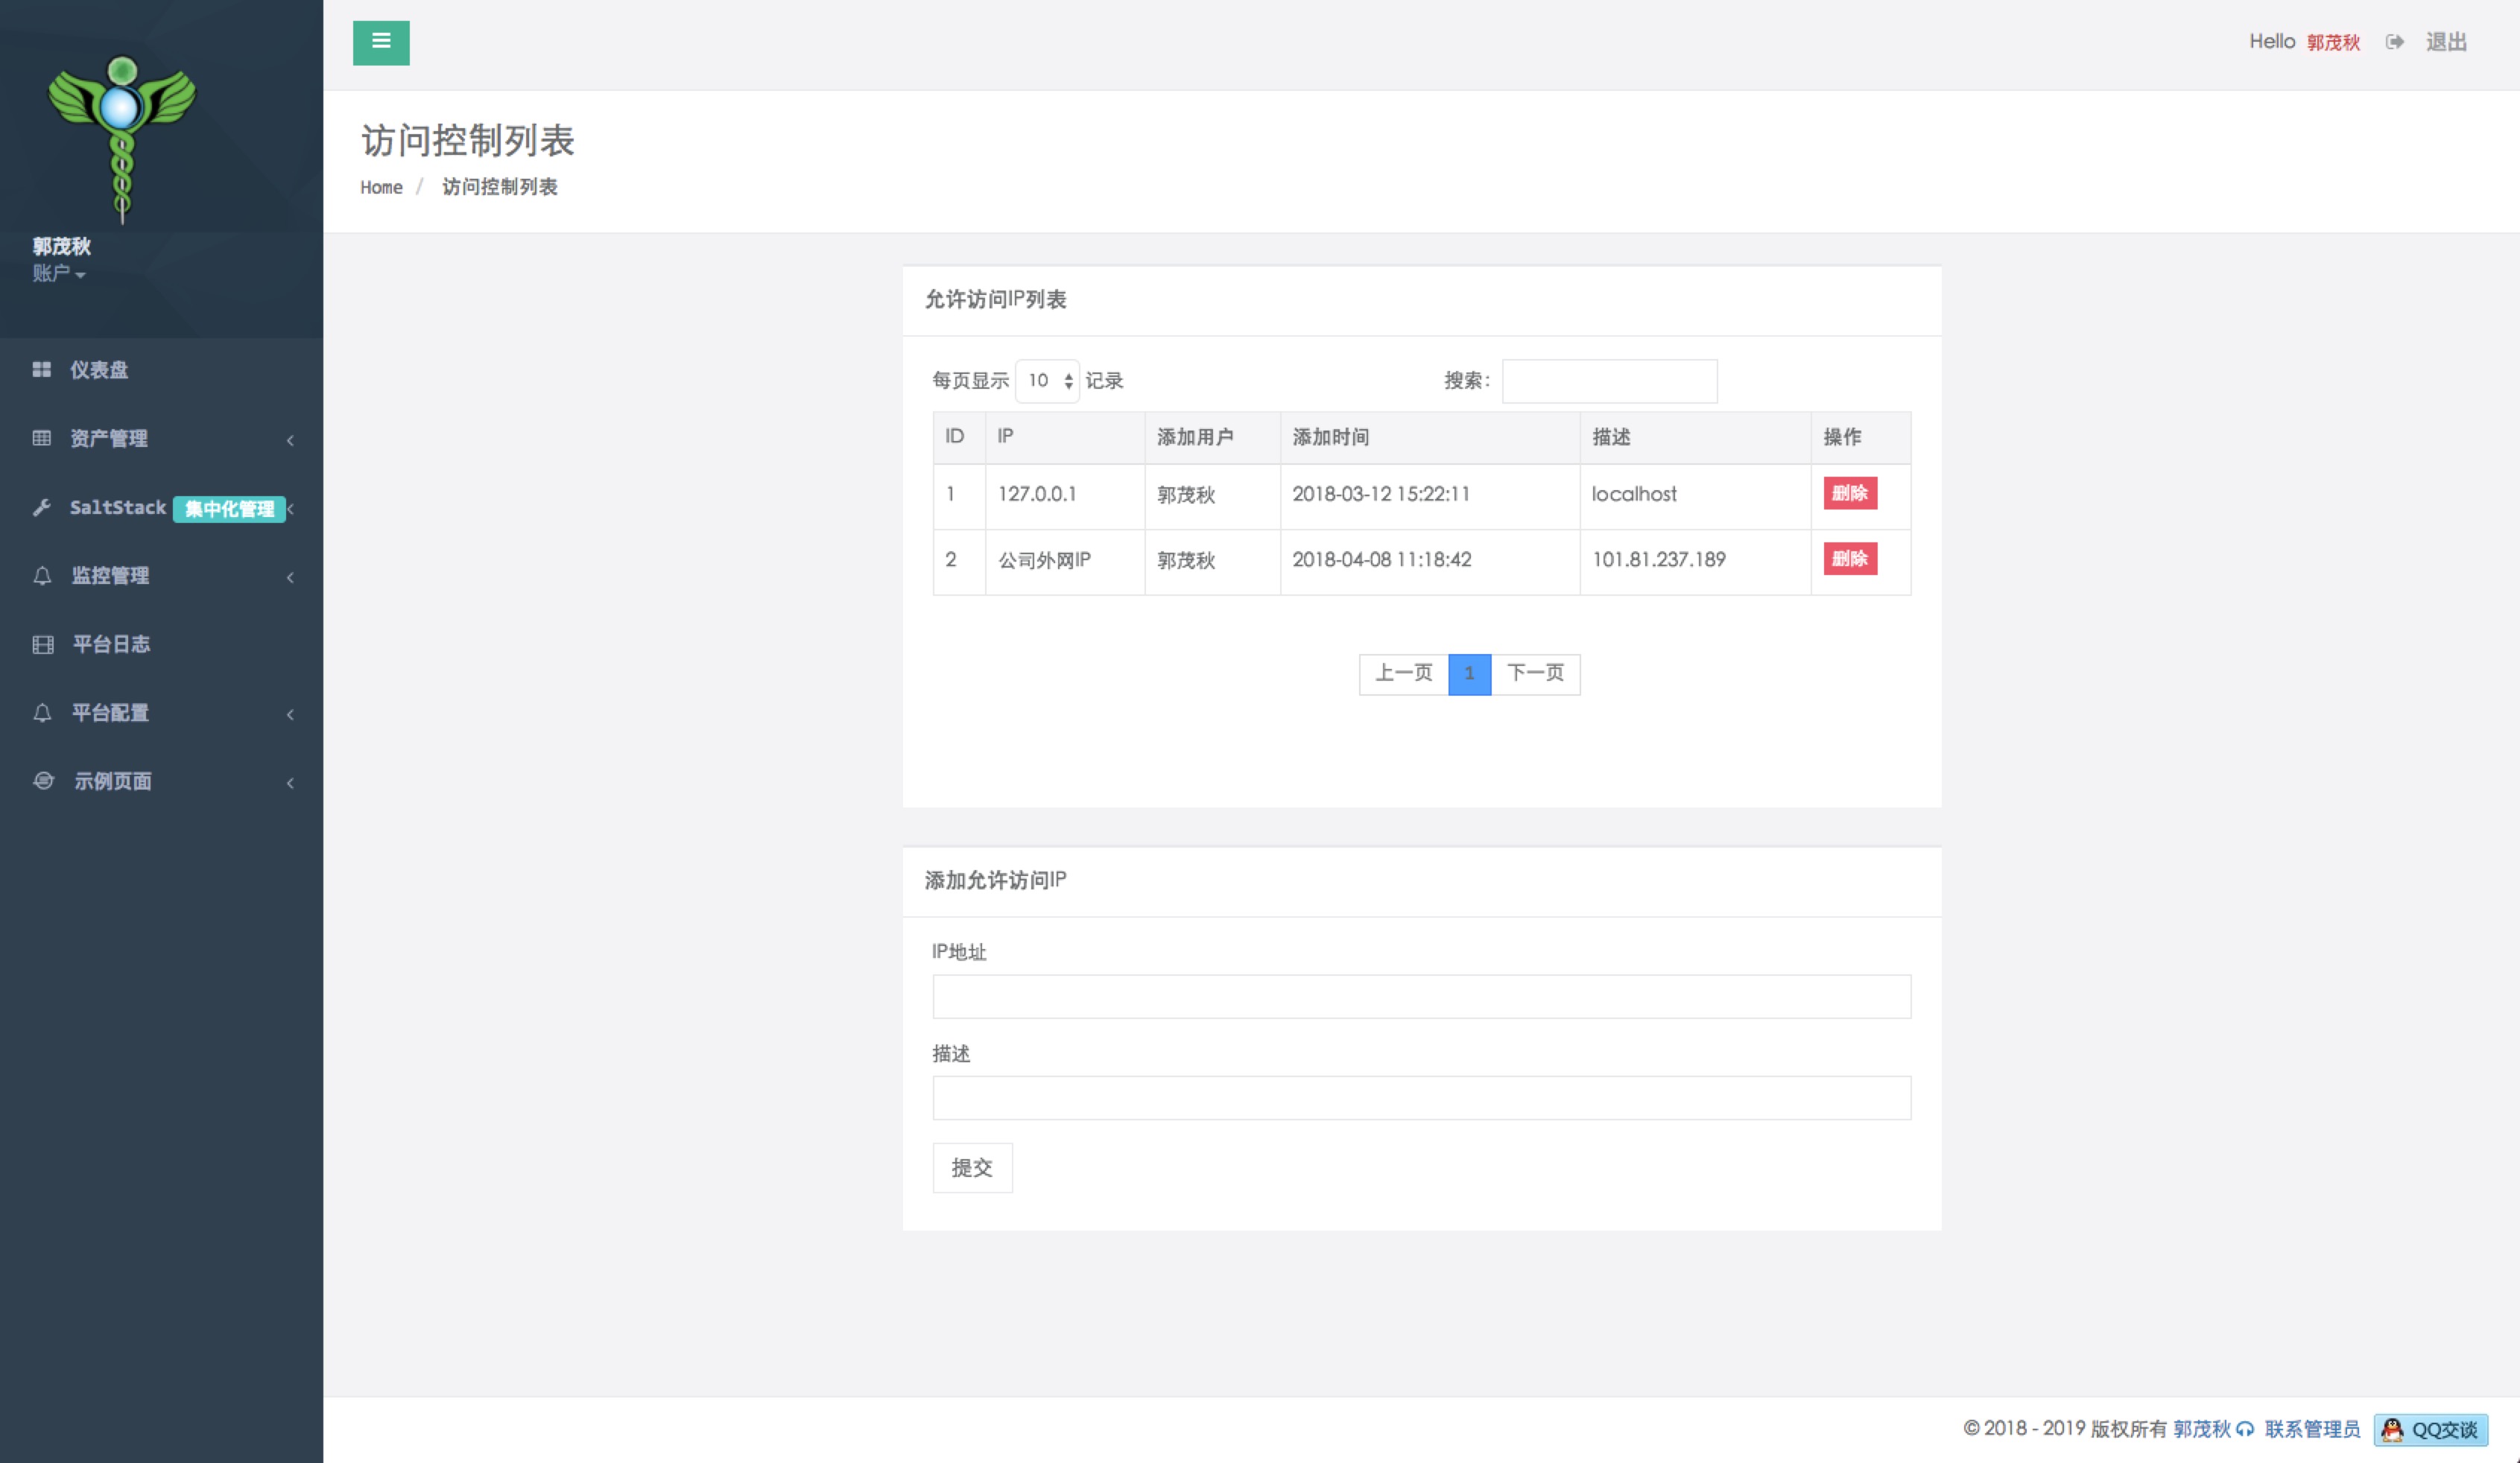 Hello 郭茂秋 退出
郭茂秋
账户
仪表盘
资产管理
SaltStack 集中化管理
监控管理
平台日志
平台配置
示例页面
访问控制列表
Home / 访问控制列表
允许访问IP列表
每页显示 10 记录 搜索:
ID IP 添加用户 添加时间 描述 操作
1 127.0.0.1 郭茂秋 2018-03-12 15:22:11 localhost 删除
2 公司外网IP 郭茂秋 2018-04-08 11:18:42 101.81.237.189 删除
上一页 1 下一页
添加允许访问IP
IP地址
描述
提交
© 2018 - 2019 版权所有 郭茂秋 联系管理员 QQ交谈